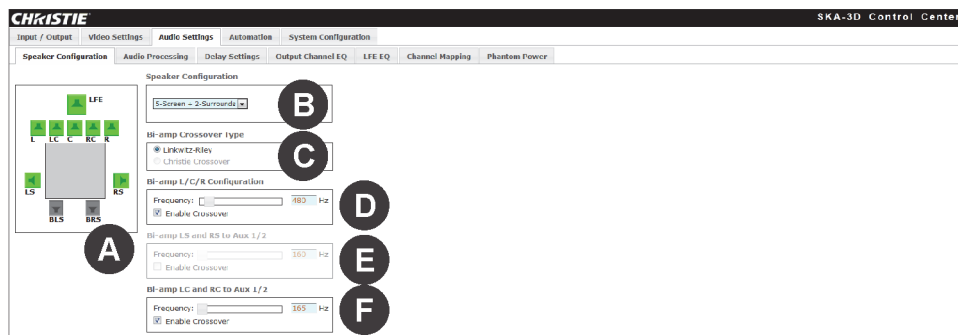 CHRISTIE
SKA-3D Control Center
Input / Output Video Settings Audio Settings Automation System Configuration
Speaker Configuration Audio Processing Delay Settings Output Channel EQ LFE EQ Channel Mapping Phantom Power
LFE
L LC C RC R
LS RS
BLS BRS
A
Speaker Configuration
5-Screen + 2-Surrounds
B
Bi-amp Crossover Type
Linkwitz-Riley
Christie Crossover
C
Bi-amp L/C/R Configuration
Frequency: 480 Hz
Enable Crossover
D
Bi-amp LS and RS to Aux 1/2
Frequency: 160 Hz
Enable Crossover
E
Bi-amp LC and RC to Aux 1/2
Frequency: 165 Hz
Enable Crossover
F